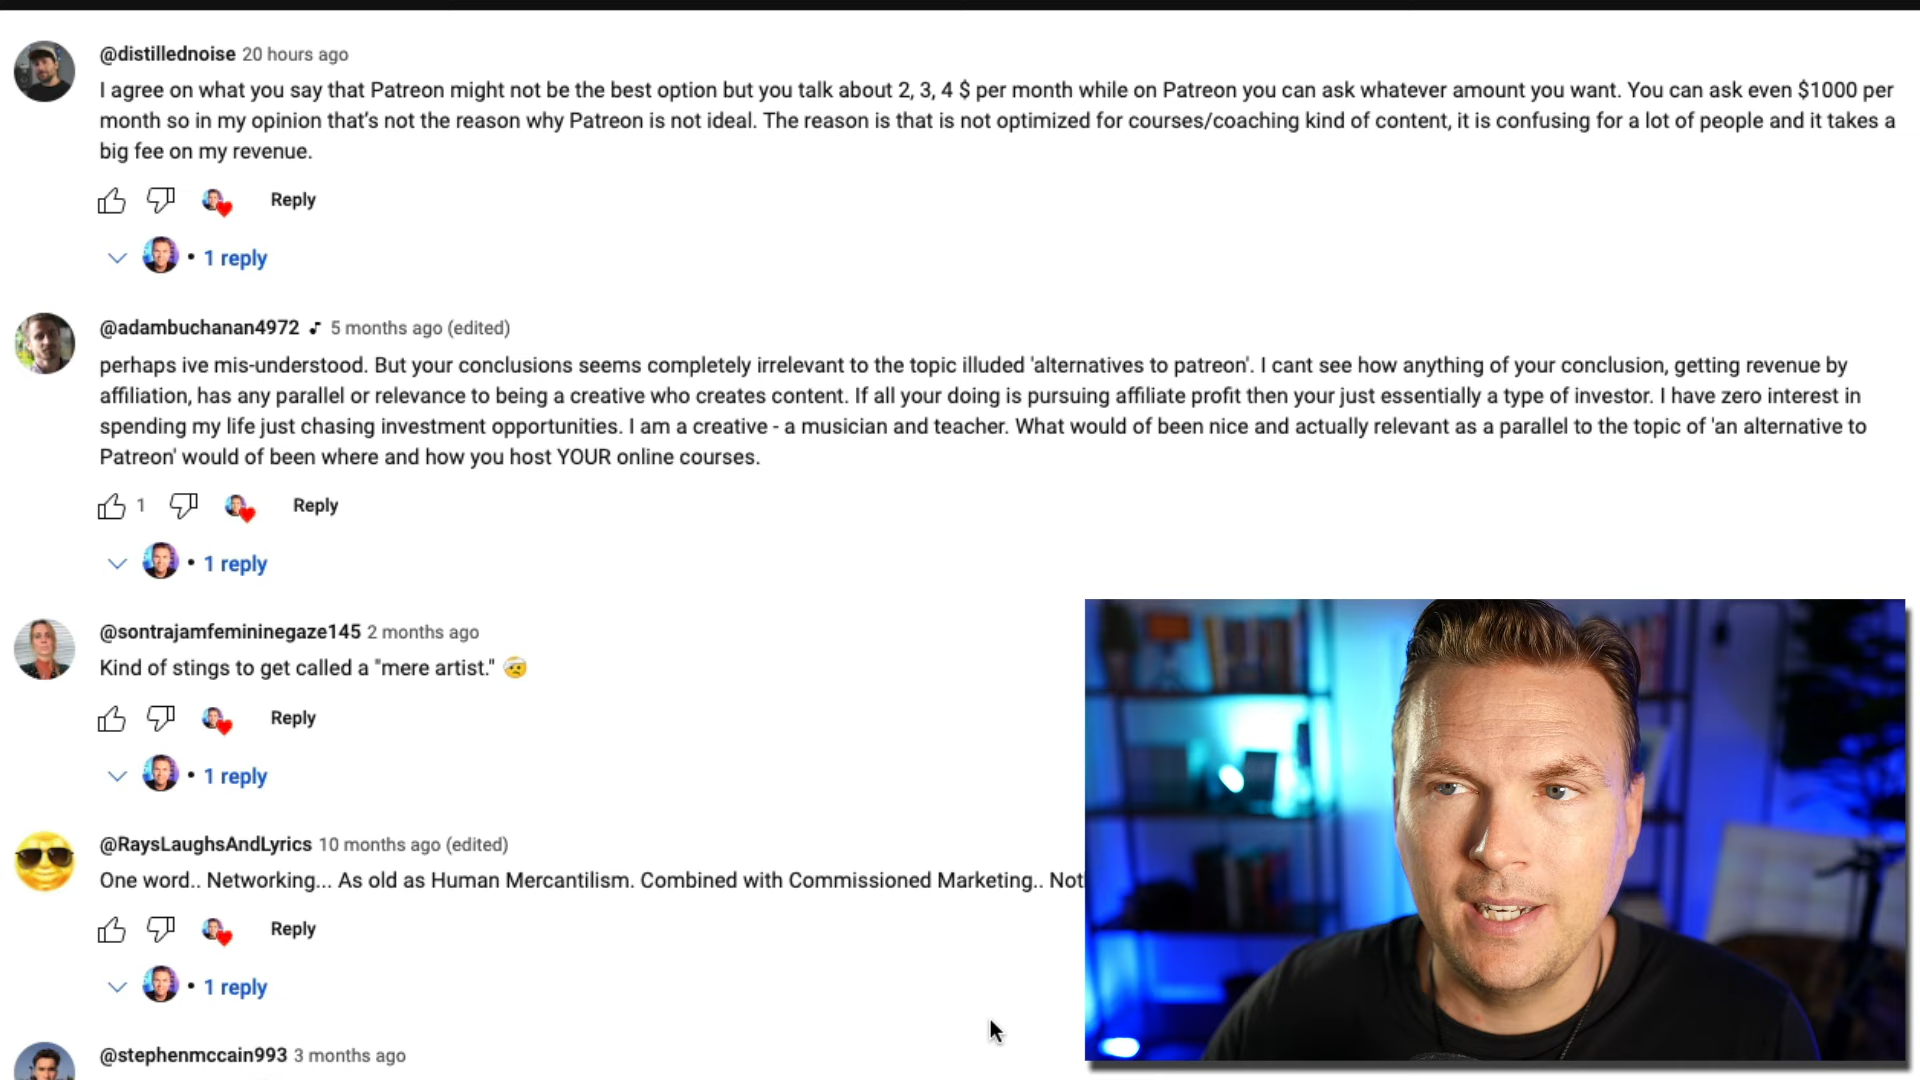 @distillednoise 20 hours ago
I agree on what you say that Patreon might not be the best option but you talk about 2, 3, 4 $ per month while on Patreon you can ask whatever amount you want. You can ask even $1000 per
month so in my opinion that's not the reason why Patreon is not ideal. The reason is that is not optimized for courses/coaching kind of content, it is confusing for a lot of people and it takes a
big fee on my revenue.
Reply
• 1 reply
@adambuchanan4972 5 months ago (edited)
perhaps ive mis-understood. But your conclusions seems completely irrelevant to the topic illuded 'alternatives to patreon'. I cant see how anything of your conclusion, getting revenue by
affiliation, has any parallel or relevance to being a creative who creates content. If all your doing is pursuing affiliate profit then your just essentially a type of investor. I have zero interest in
spending my life just chasing investment opportunities. I am a creative - a musician and teacher. What would of been nice and actually relevant as a parallel to the topic of 'an alternative to
Patreon' would of been where and how you host YOUR online courses.
1 Reply
• 1 reply
@sontrajamfemininegaze145 2 months ago
Kind of stings to get called a "mere artist." 🤕
Reply
• 1 reply
@RaysLaughsAndLyrics 10 months ago (edited)
One word.. Networking... As old as Human Mercantilism. Combined with Commissioned Marketing..
Reply
• 1 reply
@stephenmccain993 3 months ago